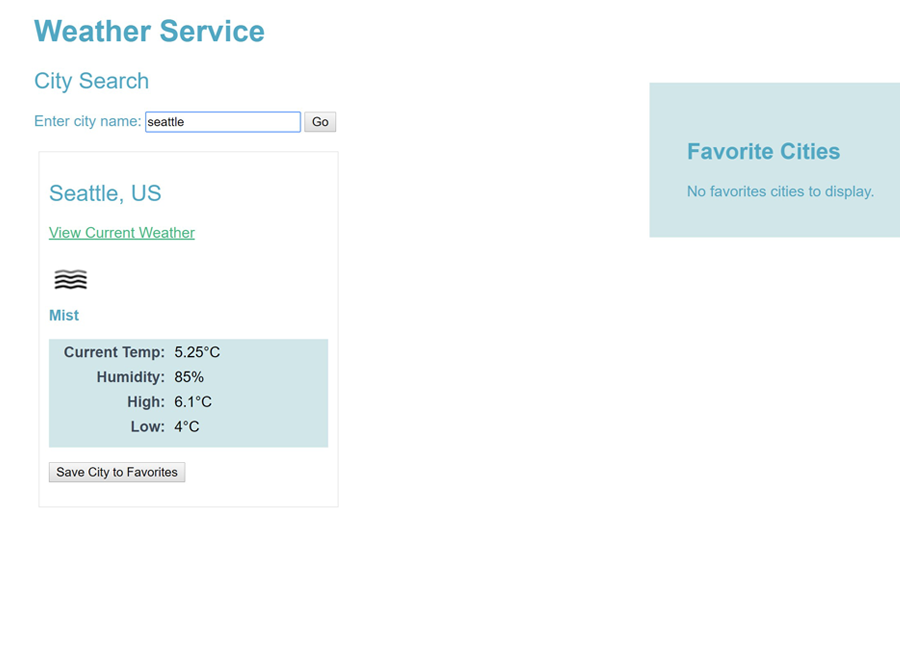 Weather Service
City Search
Enter city name: seattle Go
Seattle, US
View Current Weather
Mist
Current Temp: 5.25°C
Humidity: 85%
High: 6.1°C
Low: 4°C
Save City to Favorites
Favorite Cities
No favorites cities to display.